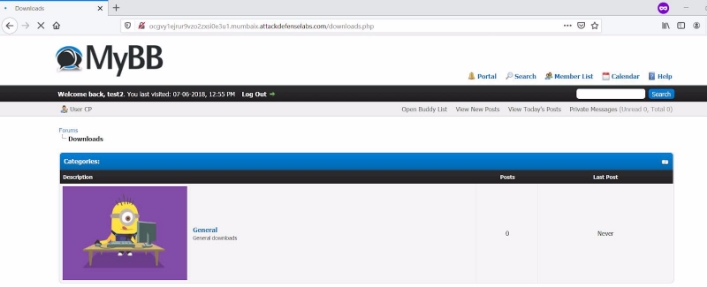 Downloads
attackdefenselabs.com/downloads.php
MyBB
Portal Search Member List Calendar Help
Welcome back, test2. You last visited: 07-06-2018, 12:55 PM Log Out
Search
User CP Open Buddy List View New Posts View Today's Posts Private Messages (Unread 0, Total 0)
Forums
Downloads
Categories:
Description Posts Last Post
General 0 Never
General downloads